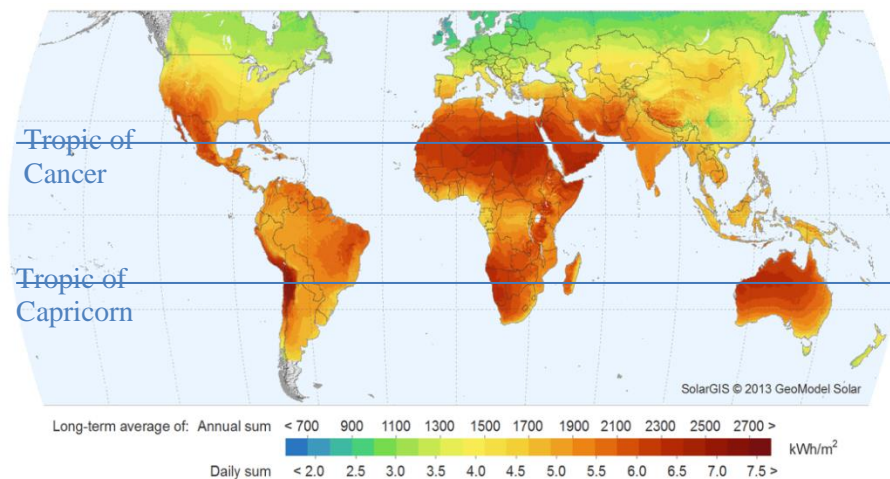 Tropic of
Cancer
Tropic of
Capricorn
SolarGIS © 2013 GeoModel Solar
Long-term average of: Annual sum < 700 900 1100 1300 1500 1700 1900 2100 2300 2500 2700 >
kWh/m²
Daily sum < 2.0 2.5 3.0 3.5 4.0 4.5 5.0 5.5 6.0 6.5 7.0 7.5 >